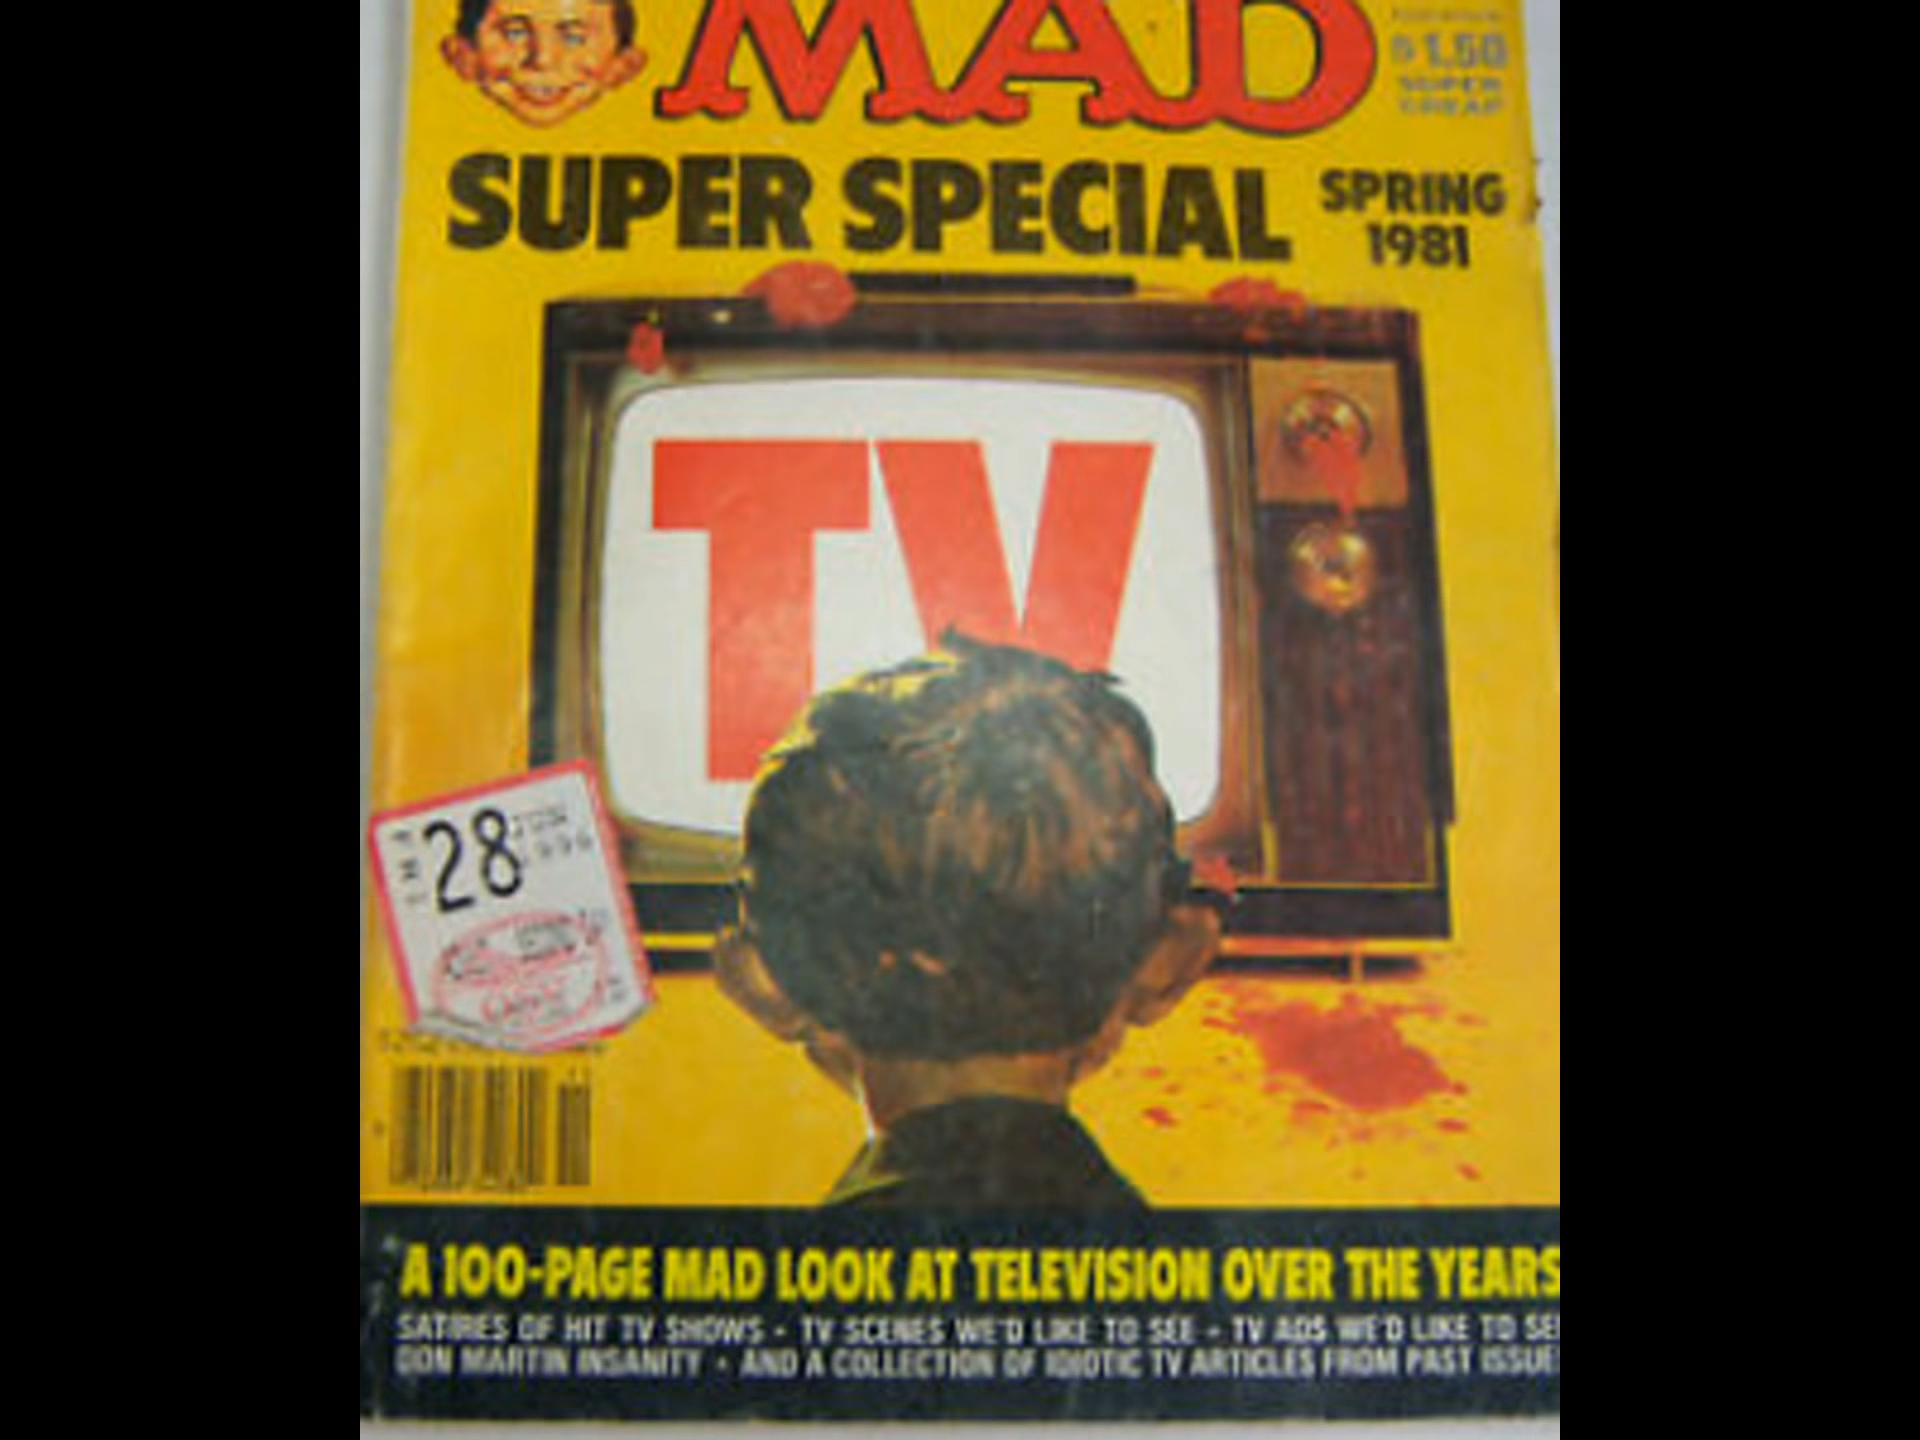 MAD
$1.50
SUPER
CHEAP
SUPER SPECIAL
SPRING
1981
TV
28
A 100-PAGE MAD LOOK AT TELEVISION OVER THE YEARS
SATIRES OF HIT TV SHOWS • TV SCENES WE'D LIKE TO SEE • TV ADS WE'D LIKE TO SE
DON MARTIN INSANITY • AND A COLLECTION OF IDIOTIC TV ARTICLES FROM PAST ISSUE